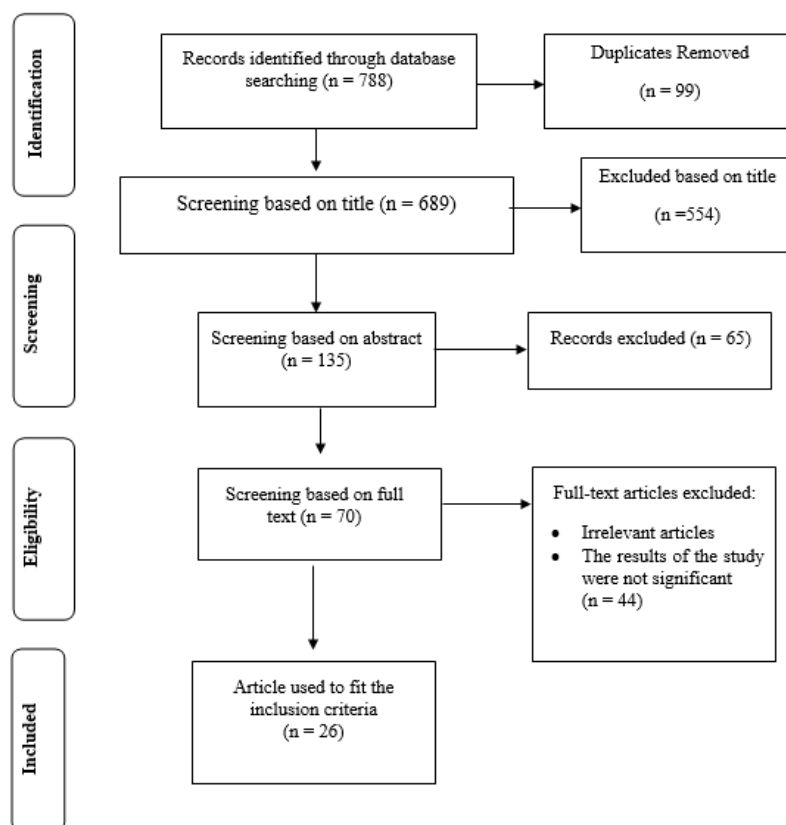 Identification
Records identified through database
searching (n = 788)
Duplicates Removed
(n = 99)
Screening based on title (n = 689)
Excluded based on title
(n =554)
Screening
Screening based on abstract
(n = 135)
Records excluded (n = 65)
Eligibility
Screening based on full
text (n = 70)
Full-text articles excluded:
• Irrelevant articles
• The results of the study
were not significant
(n = 44)
Included
Article used to fit the
inclusion criteria
(n = 26)